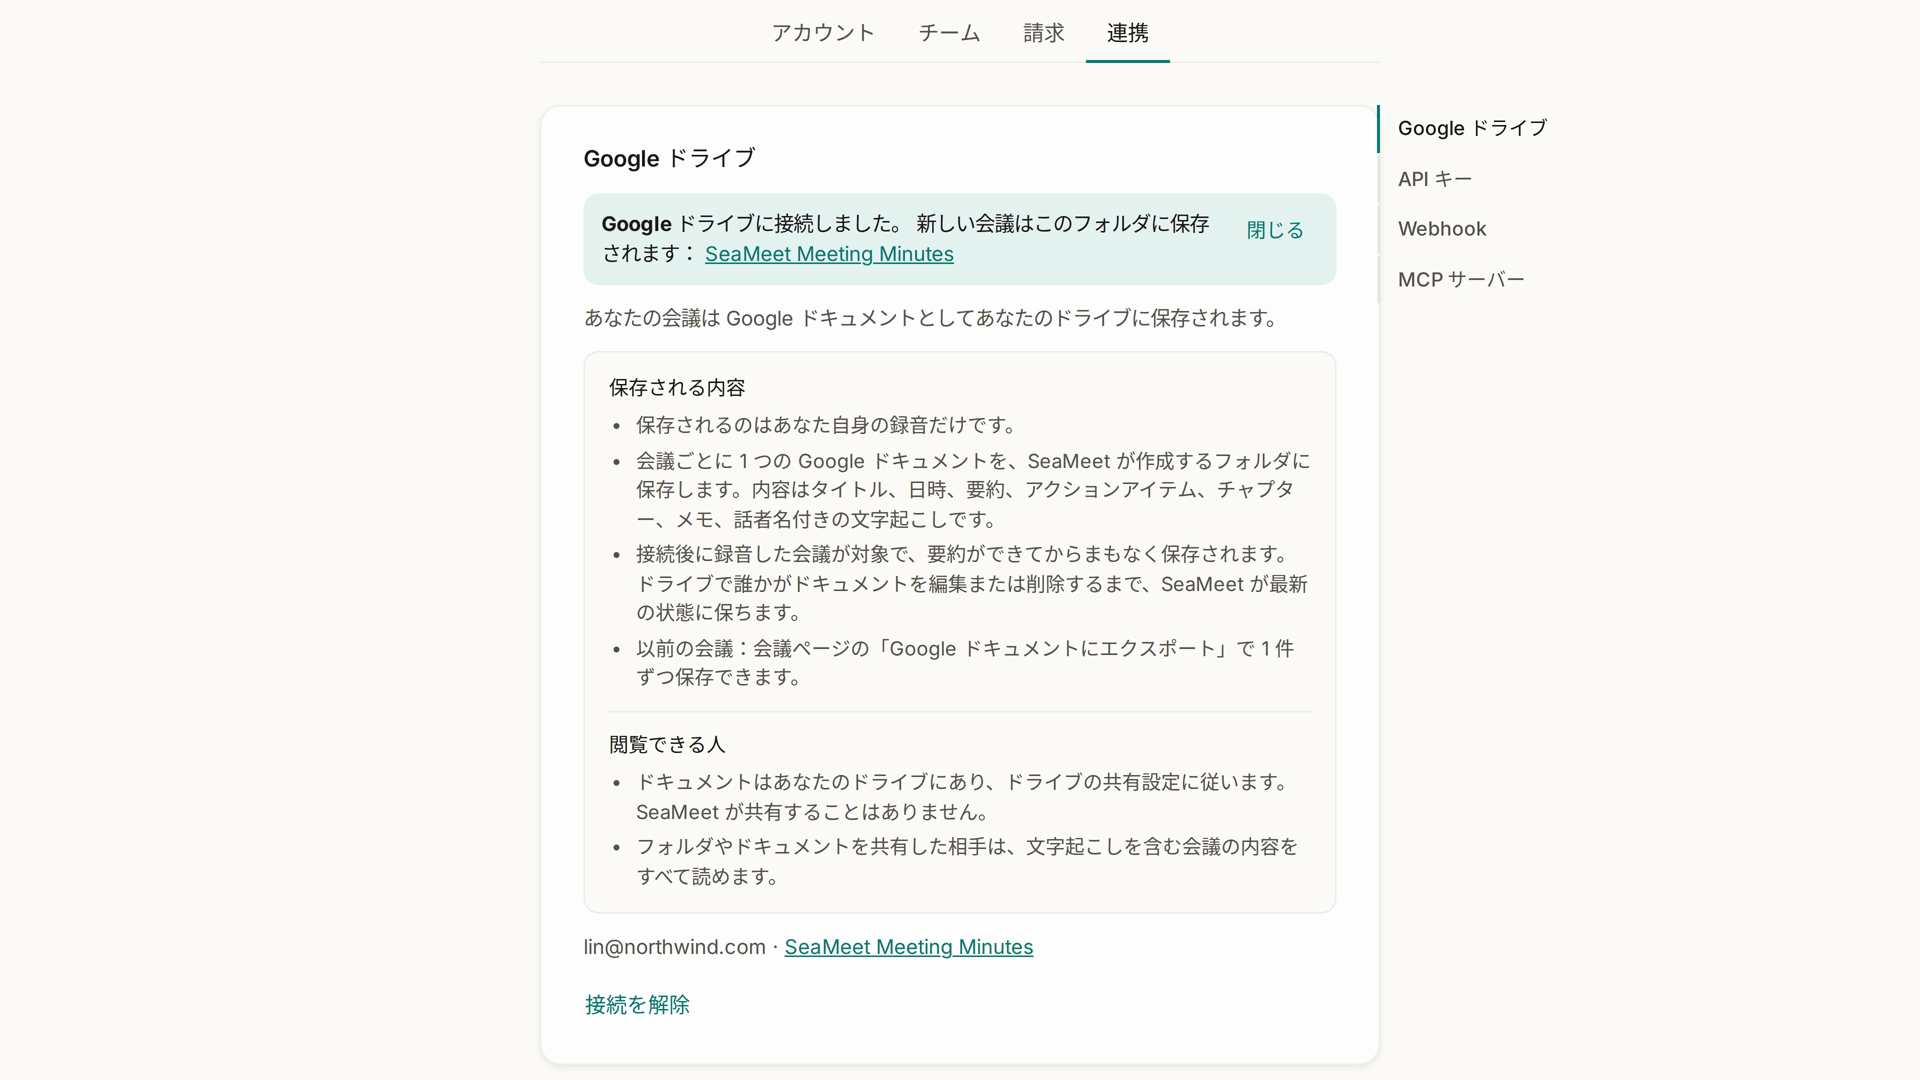 アカウント
チーム
請求
連携
Google ドライブ
Google ドライブに接続しました。 新しい会議はこのフォルダに保存
されます： SeaMeet Meeting Minutes
閉じる
あなたの会議は Google ドキュメントとしてあなたのドライブに保存されます。
保存される内容
• 保存されるのはあなた自身の録音だけです。
• 会議ごとに 1 つの Google ドキュメントを、SeaMeet が作成するフォルダに
保存します。内容はタイトル、日時、要約、アクションアイテム、チャプタ
ー、メモ、話者名付きの文字起こしです。
• 接続後に録音した会議が対象で、要約ができてからまもなく保存されます。
ドライブで誰かがドキュメントを編集または削除するまで、SeaMeet が最新
の状態に保ちます。
• 以前の会議：会議ページの「Google ドキュメントにエクスポート」で 1 件
ずつ保存できます。
閲覧できる人
• ドキュメントはあなたのドライブにあり、ドライブの共有設定に従います。
SeaMeet が共有することはありません。
• フォルダやドキュメントを共有した相手は、文字起こしを含む会議の内容を
すべて読めます。
lin@northwind.com · SeaMeet Meeting Minutes
接続を解除
Google ドライブ
API キー
Webhook
MCP サーバー